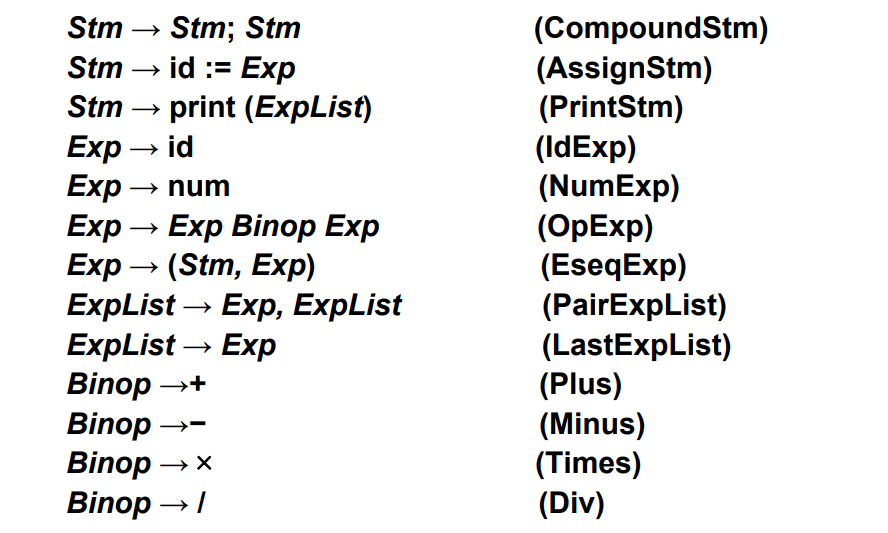 Stm → Stm; Stm (CompoundStm)
Stm → id := Exp (AssignStm)
Stm → print (ExpList) (PrintStm)
Exp → id (IdExp)
Exp → num (NumExp)
Exp → Exp Binop Exp (OpExp)
Exp → (Stm, Exp) (EseqExp)
ExpList → Exp, ExpList (PairExpList)
ExpList → Exp (LastExpList)
Binop →+ (Plus)
Binop →− (Minus)
Binop → × (Times)
Binop → / (Div)